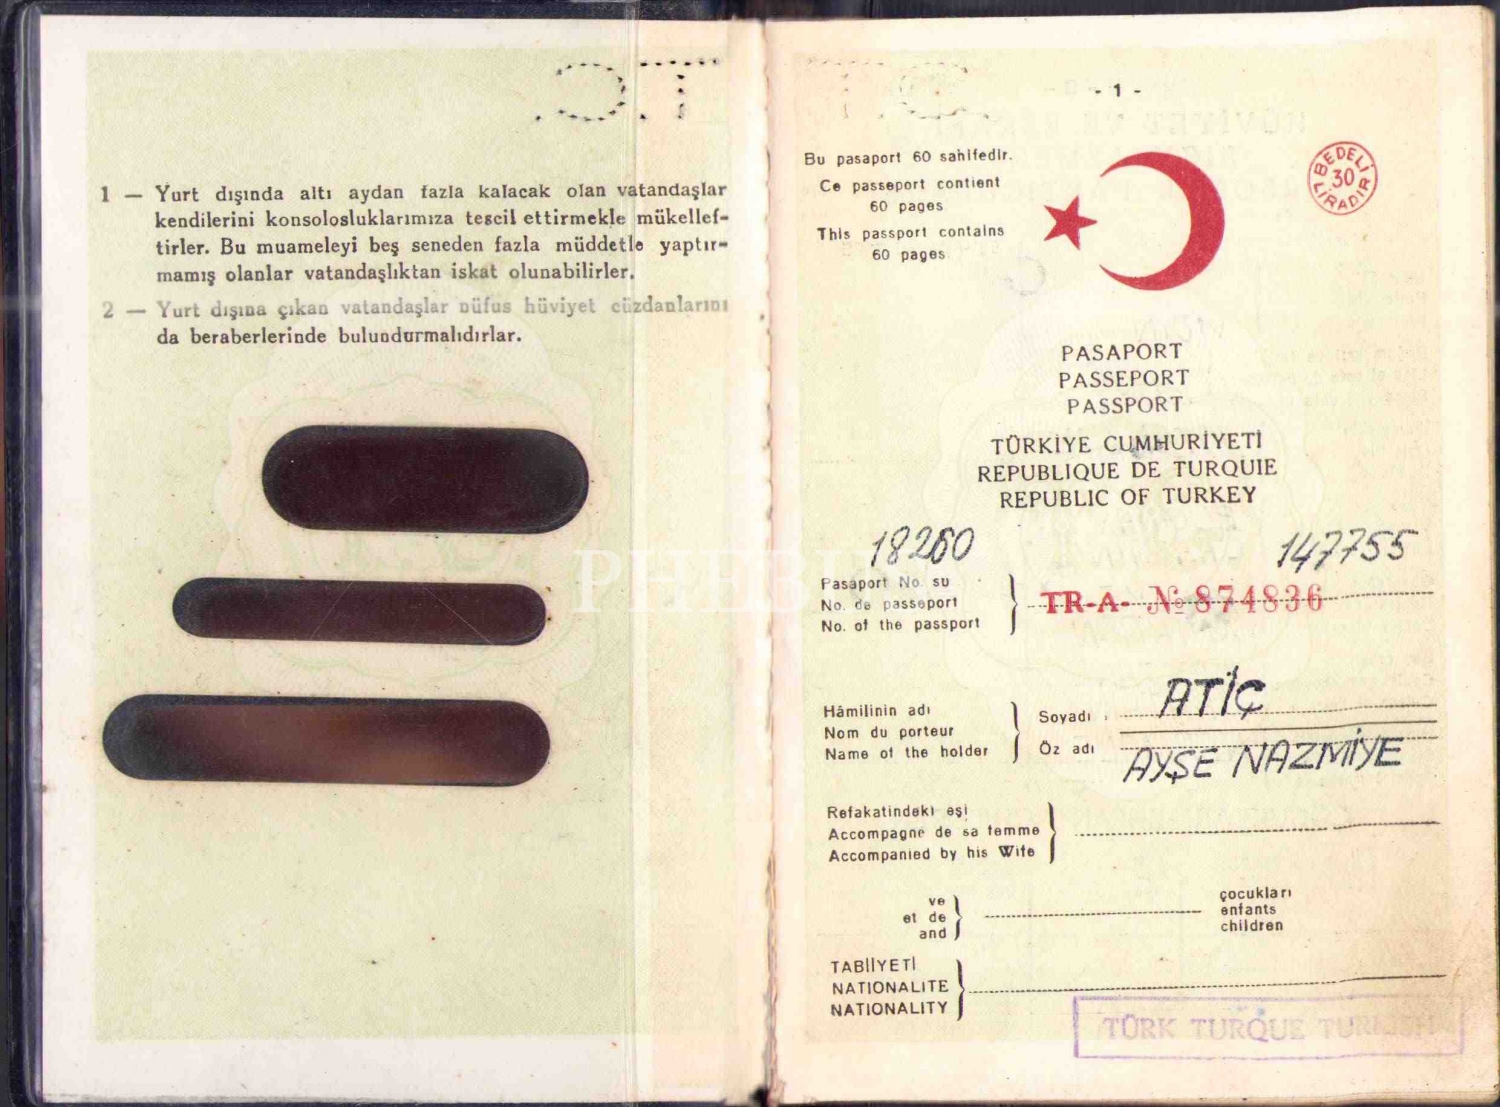 TC
1 — Yurt dışında altı aydan fazla kalacak olan vatandaşlar
kendilerini konsolosluklarımıza tescil ettirmekle mükellef-
tirler. Bu muameleyi beş seneden fazla müddetle yaptır-
mamış olanlar vatandaşlıktan iskat olunabilirler.
2 — Yurt dışına çıkan vatandaşlar nüfus hüviyet cüzdanlarını
da beraberlerinde bulundurmalıdırlar.
- 1 -
Bu pasaport 60 sahifedir.
Ce passeport contient
60 pages
This passport contains
60 pages
BEDELİ
30
LİRADIR
PASAPORT
PASSEPORT
PASSPORT
TÜRKİYE CUMHURİYETİ
REPUBLIQUE DE TURQUIE
REPUBLIC OF TURKEY
18260
147755
Pasaport No. su
No. de passeport
No. of the passport
TR-A- № 874836
Hâmilinin adı
Nom du porteur
Name of the holder
Soyadı : ATİÇ
Öz adı AYŞE NAZMİYE
Refakatindeki eşi
Accompagné de sa femme
Accompanied by his Wife
ve
et de
and
çocukları
enfants
children
TABİİYETİ
NATIONALITE
NATIONALITY
TÜRK TURQUE TURKISH